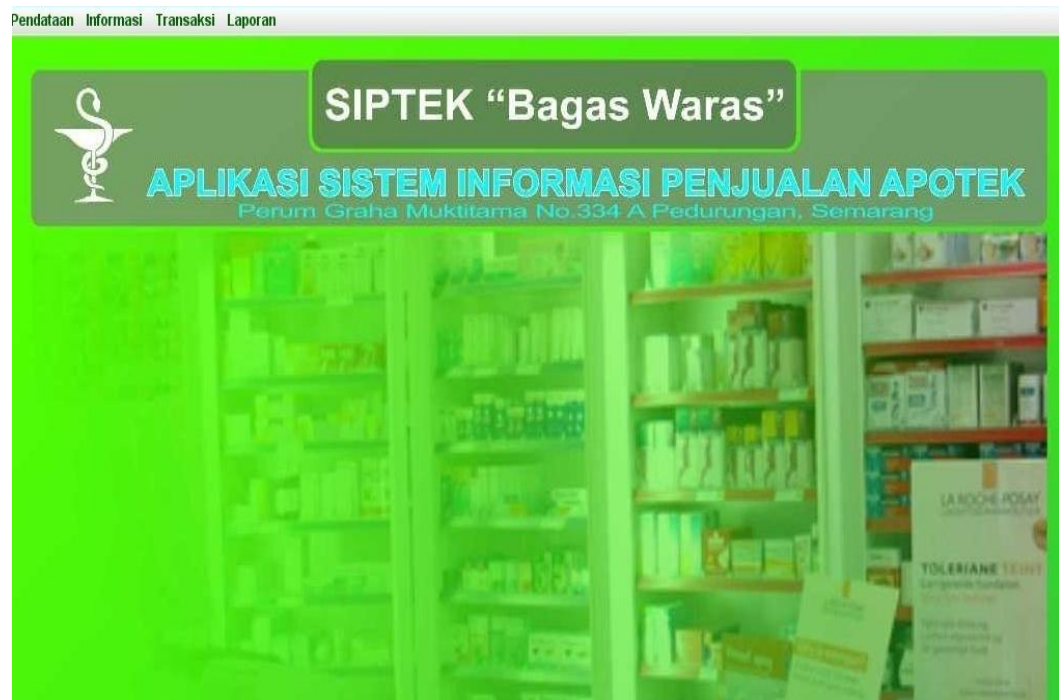 Pendataan Informasi Transaksi Laporan
SIPTEK “Bagas Waras”
APLIKASI SISTEM INFORMASI PENJUALAN APOTEK
Perum Graha Muktitama No.334 A Pedurungan, Semarang
LA ROCHE-POSAY
TOLERIANE TEINT